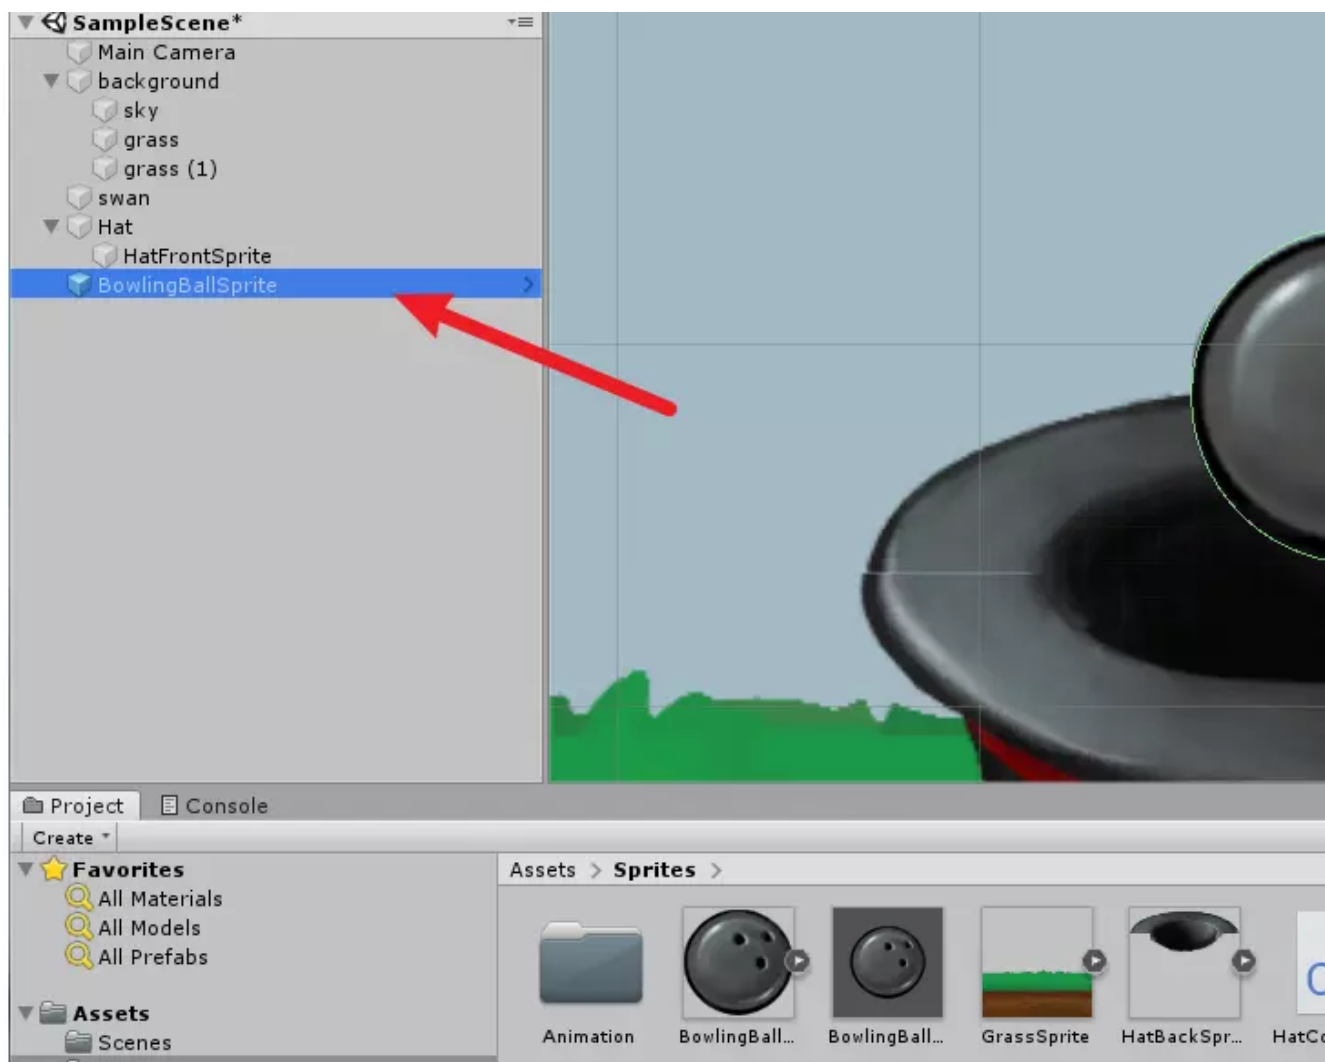 SampleScene*
Main Camera
background
sky
grass
grass (1)
swan
Hat
HatFrontSprite
BowlingBallSprite
Project Console
Create
Favorites
All Materials
All Models
All Prefabs
Assets
Scenes
Assets > Sprites >
Animation BowlingBall... BowlingBall... GrassSprite HatBackSpr... HatCo